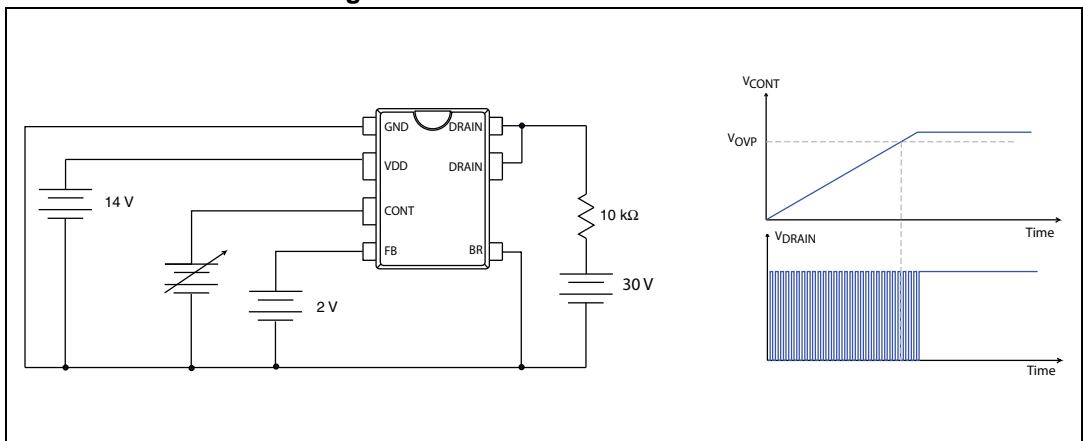 g
GND
DRAIN
VDD
DRAIN
CONT
FB
BR
14 V
2 V
10 kΩ
30 V
VCONT
VOVP
Time
VDRAIN
Time